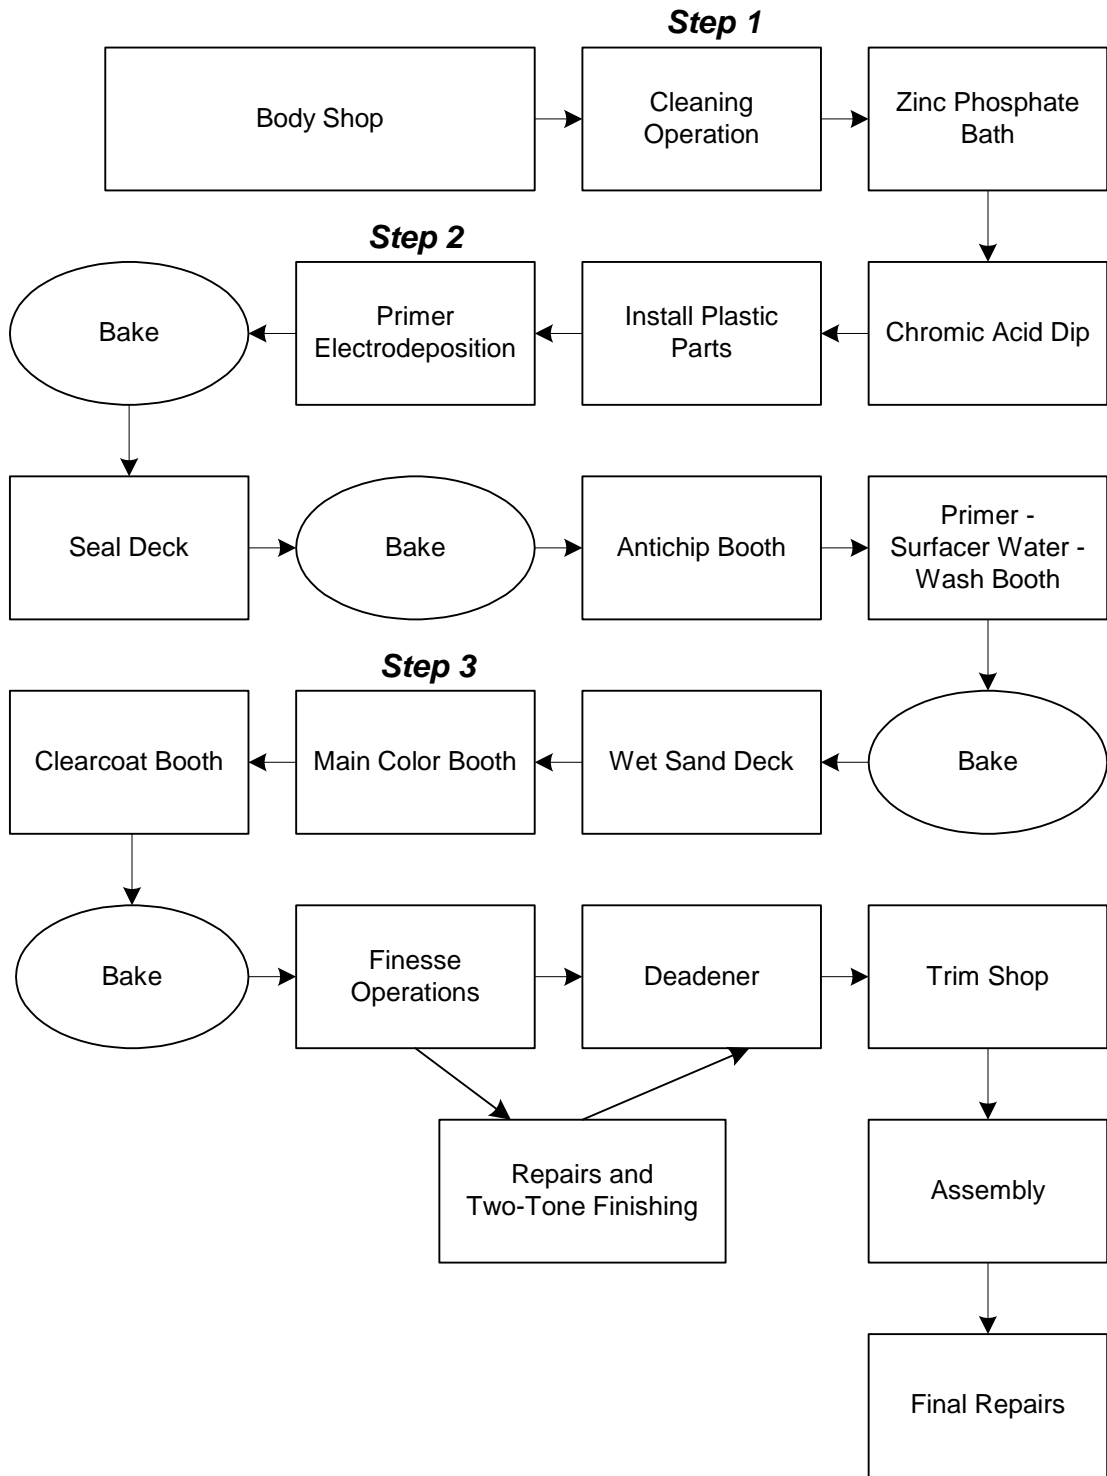 Step 1
Body Shop
Cleaning
Operation
Zinc Phosphate
Bath
Step 2
Bake
Primer
Electrodeposition
Install Plastic
Parts
Chromic Acid Dip
Seal Deck
Bake
Antichip Booth
Primer -
Surfacer Water -
Wash Booth
Step 3
Clearcoat Booth
Main Color Booth
Wet Sand Deck
Bake
Bake
Finesse
Operations
Deadener
Trim Shop
Repairs and
Two-Tone Finishing
Assembly
Final Repairs